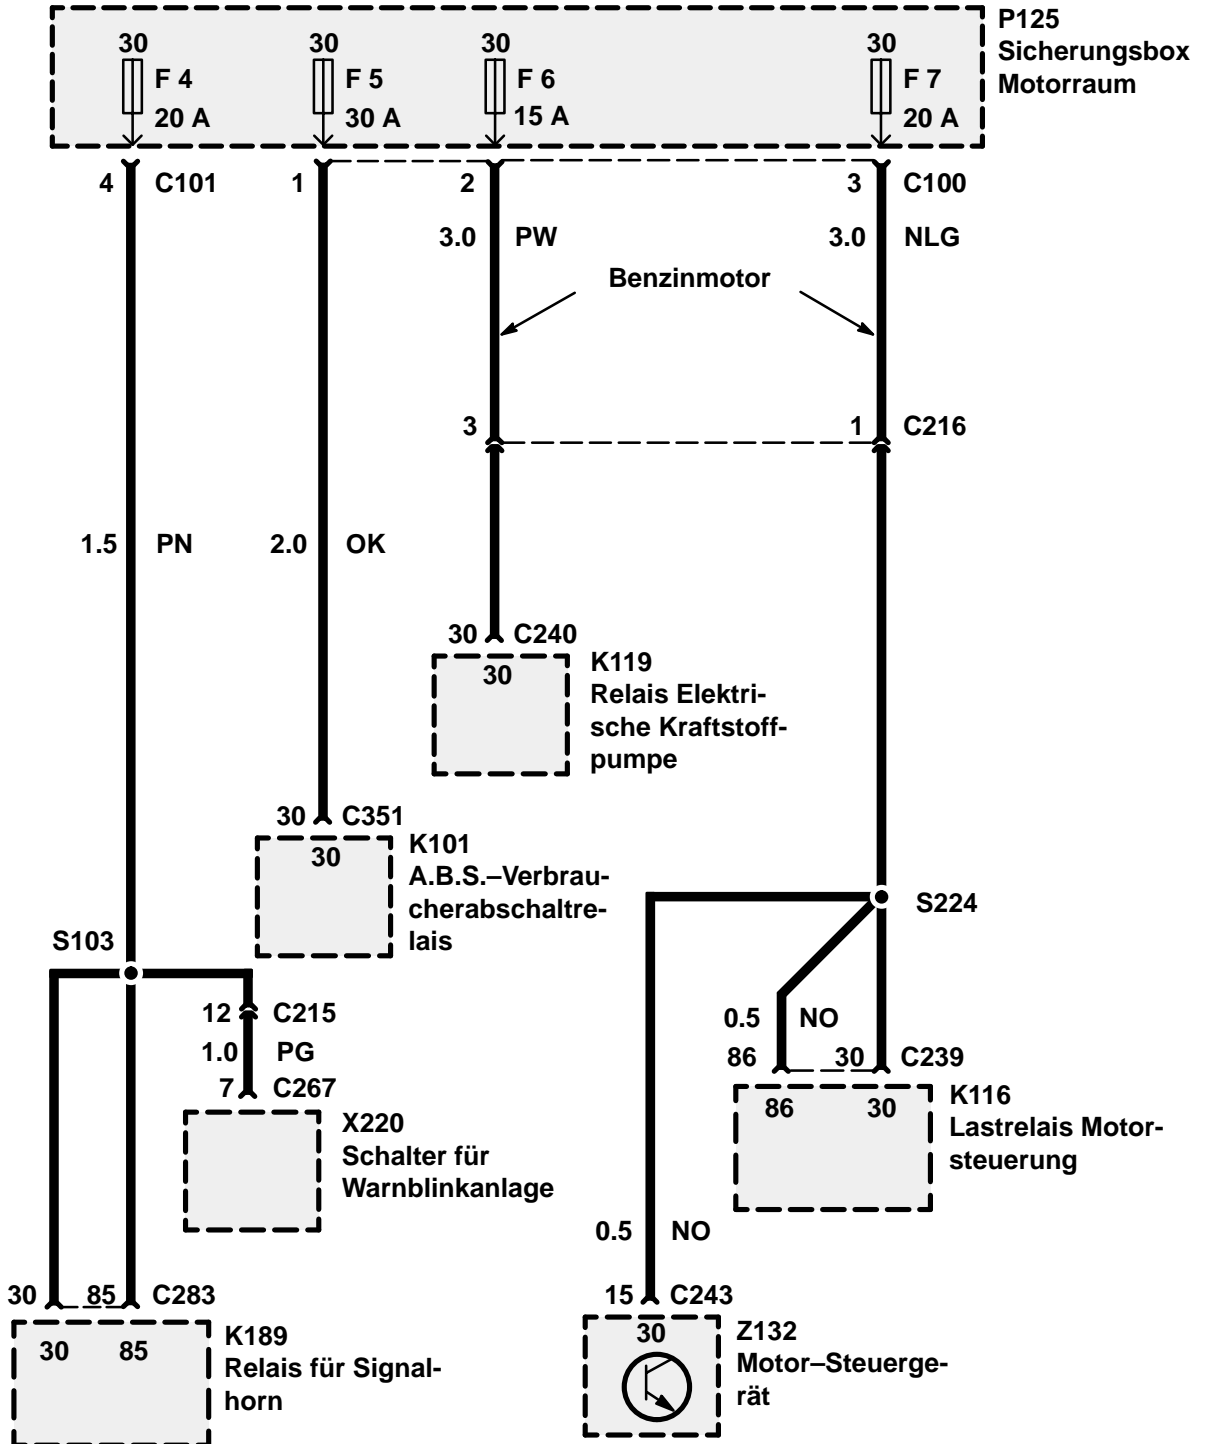 P125
Sicherungsbox
Motorraum
30 30 30 30
F 4 F 5 F 6 F 7
20 A 30 A 15 A 20 A
4 C101 1 2 3 C100
3.0 PW 3.0 NLG
Benzinmotor
3 1 C216
1.5 PN 2.0 OK
30 C240
30
K119
Relais Elektri-
sche Kraftstoff-
pumpe
30 C351
30
K101
A.B.S.–Verbrau-
cherabschaltre-
lais
S224
S103
12 C215
1.0 PG
7 C267
0.5 NO
86 30 C239
86 30
K116
Lastrelais Motor-
steuerung
X220
Schalter für
Warnblinkanlage
0.5 NO
30 85 C283
15 C243
30 85
K189
Relais für Signal-
horn
30
Z132
Motor–Steuerge-
rät